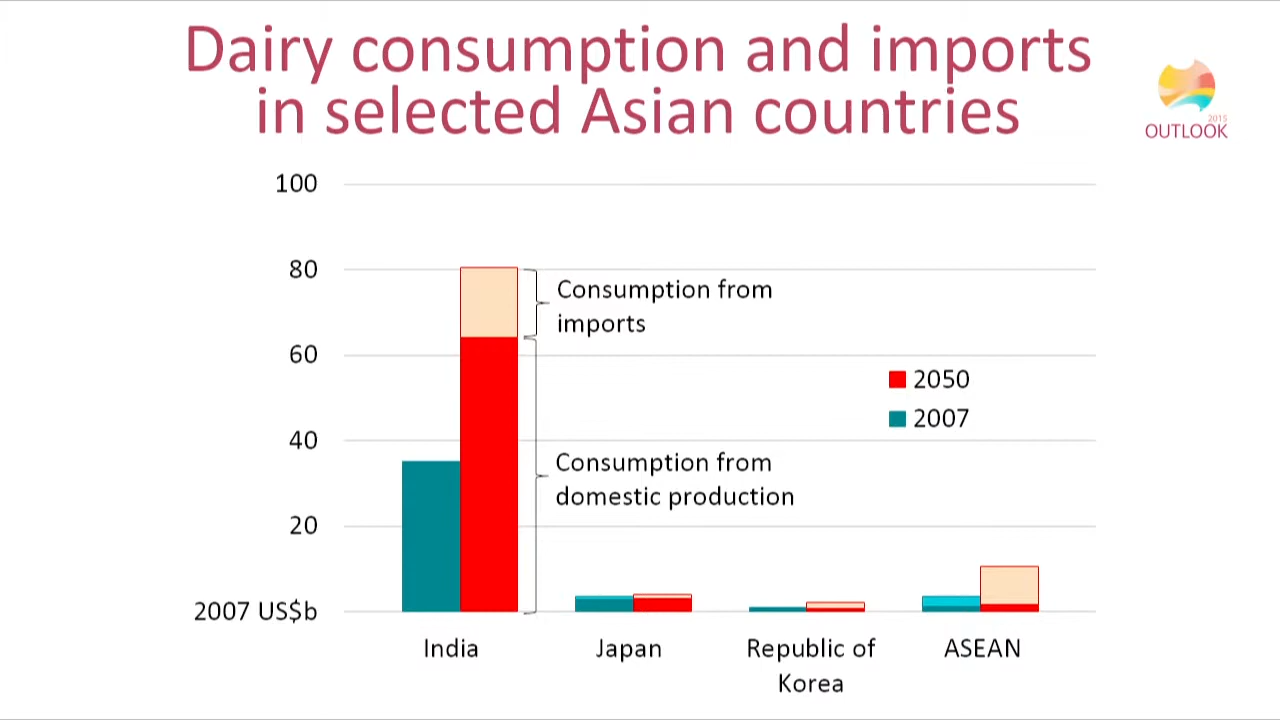 Dairy consumption and imports
in selected Asian countries
2015
OUTLOOK
100
80
60
40
20
2007 US$b
Consumption from
imports
2050
2007
Consumption from
domestic production
India
Japan
Republic of
Korea
ASEAN